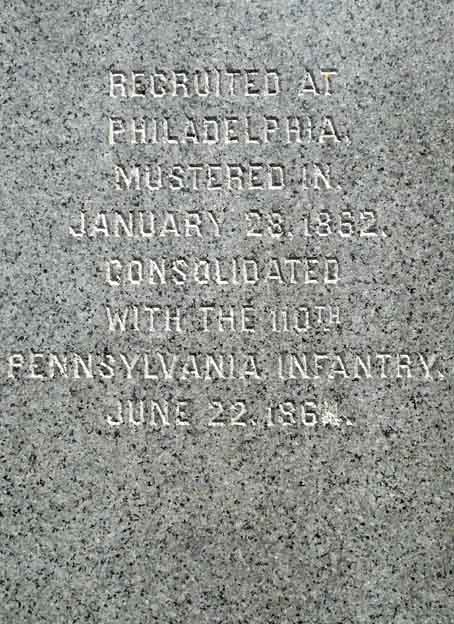 RECRUITED AT
PHILADELPHIA.
MUSTERED IN.
JANUARY 28, 1862.
CONSOLIDATED
WITH THE 110TH
PENNSYLVANIA INFANTRY.
JUNE 22, 1864.